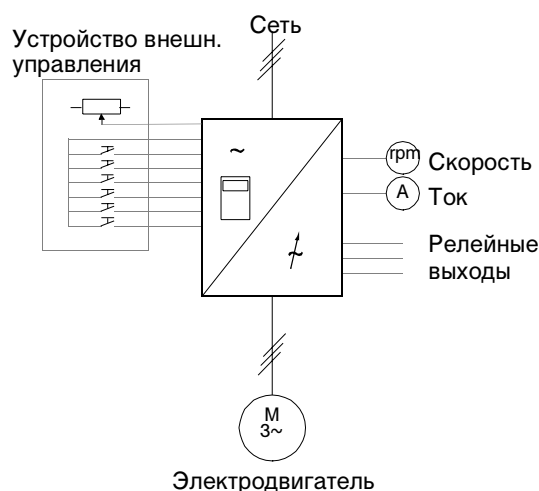 Сеть
Устройство внешн.
управления
~
rpm
Скорость
A
Ток
~
Релейные
выходы
M
3~
Электродвигатель